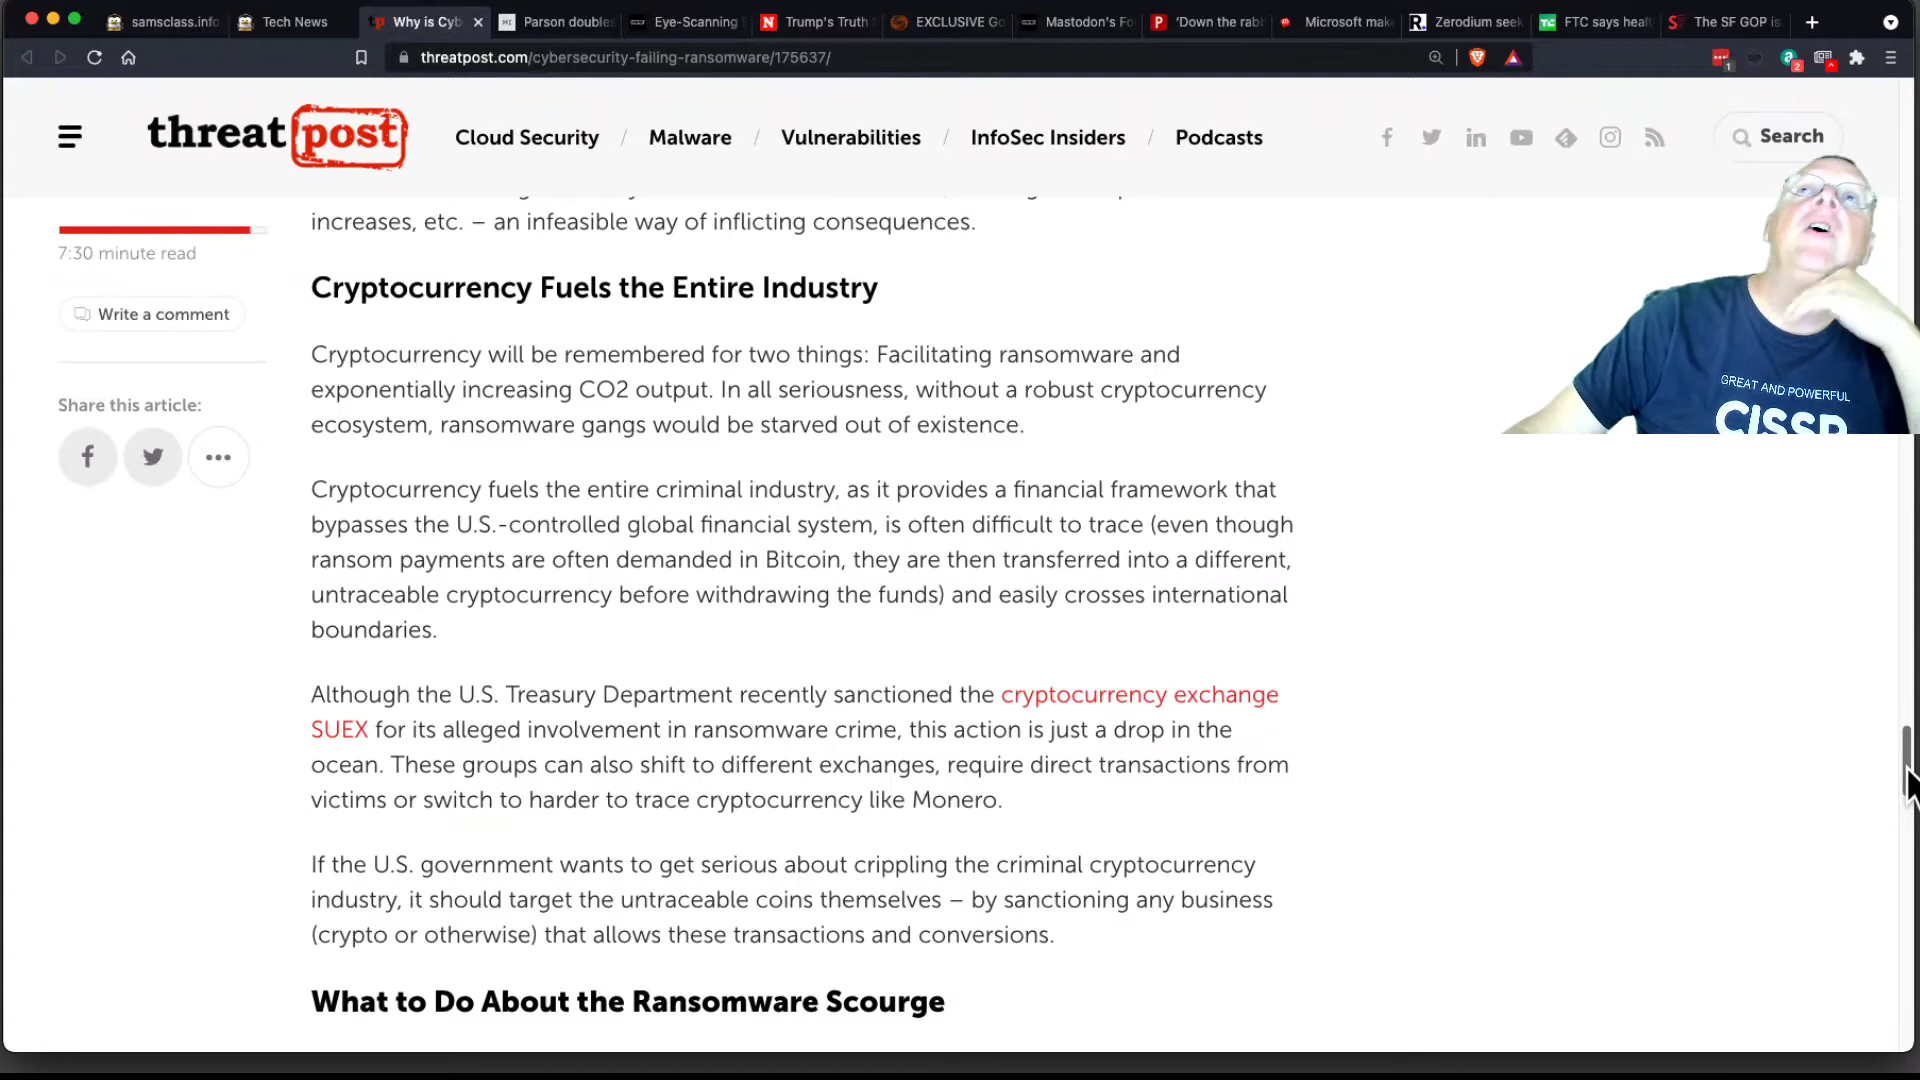 samsclass.info
Tech News
Why is Cyb
Parson double
Eye-Scanning
Trump's Truth
EXCLUSIVE Go
Mastodon's Fo
'Down the rab
Microsoft mak
Zerodium seek
FTC says healt
The SF GOP is
threatpost.com/cybersecurity-failing-ransomware/175637/
threatpost
Cloud Security / Malware / Vulnerabilities / InfoSec Insiders / Podcasts
Search
increases, etc. – an infeasible way of inflicting consequences.
7:30 minute read
Write a comment
Share this article:
Cryptocurrency Fuels the Entire Industry
Cryptocurrency will be remembered for two things: Facilitating ransomware and
exponentially increasing CO2 output. In all seriousness, without a robust cryptocurrency
ecosystem, ransomware gangs would be starved out of existence.
Cryptocurrency fuels the entire criminal industry, as it provides a financial framework that
bypasses the U.S.-controlled global financial system, is often difficult to trace (even though
ransom payments are often demanded in Bitcoin, they are then transferred into a different,
untraceable cryptocurrency before withdrawing the funds) and easily crosses international
boundaries.
Although the U.S. Treasury Department recently sanctioned the cryptocurrency exchange
SUEX for its alleged involvement in ransomware crime, this action is just a drop in the
ocean. These groups can also shift to different exchanges, require direct transactions from
victims or switch to harder to trace cryptocurrency like Monero.
If the U.S. government wants to get serious about crippling the criminal cryptocurrency
industry, it should target the untraceable coins themselves – by sanctioning any business
(crypto or otherwise) that allows these transactions and conversions.
What to Do About the Ransomware Scourge
GREAT AND POWERFUL
CISSP